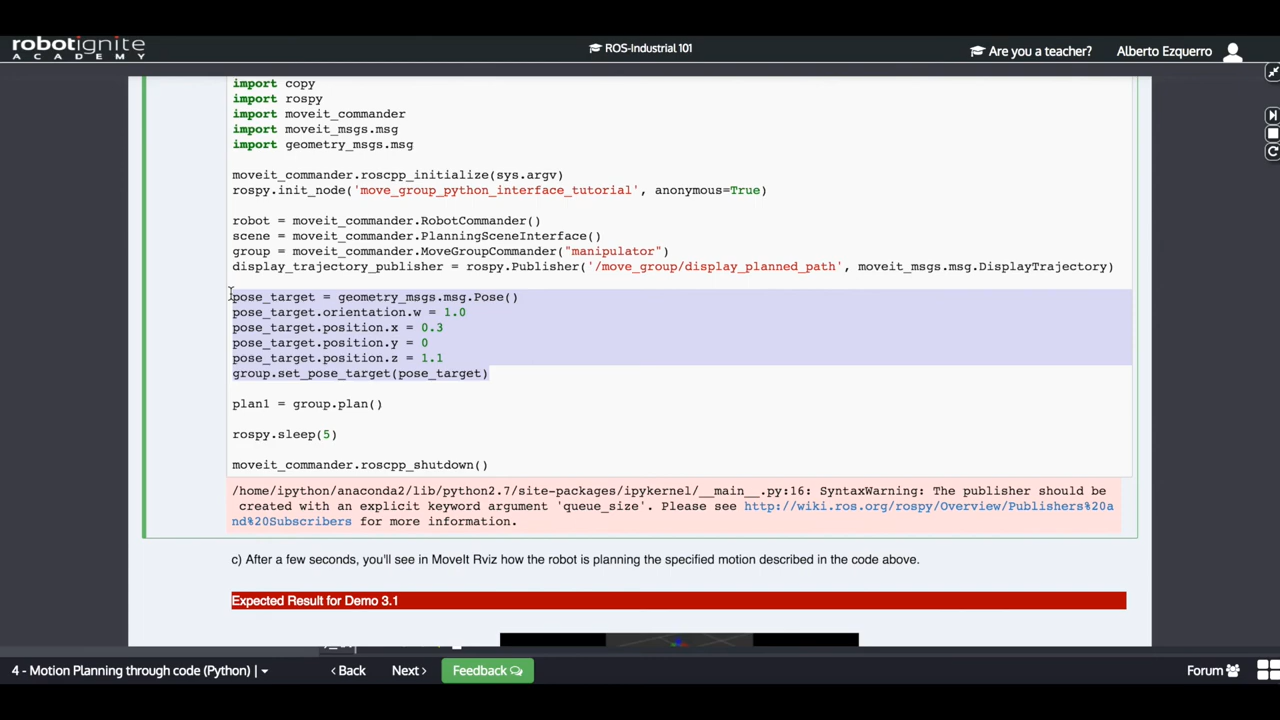 robotignite
ACADEMY
ROS-Industrial 101
Are you a teacher?
Alberto Ezquerro
import copy
import rospy
import moveit_commander
import moveit_msgs.msg
import geometry_msgs.msg
moveit_commander.roscpp_initialize(sys.argv)
rospy.init_node('move_group_python_interface_tutorial', anonymous=True)
robot = moveit_commander.RobotCommander()
scene = moveit_commander.PlanningSceneInterface()
group = moveit_commander.MoveGroupCommander("manipulator")
display_trajectory_publisher = rospy.Publisher('/move_group/display_planned_path', moveit_msgs.msg.DisplayTrajectory)
pose_target = geometry_msgs.msg.Pose()
pose_target.orientation.w = 1.0
pose_target.position.x = 0.3
pose_target.position.y = 0
pose_target.position.z = 1.1
group.set_pose_target(pose_target)
plan1 = group.plan()
rospy.sleep(5)
moveit_commander.roscpp_shutdown()
/home/ipython/anaconda2/lib/python2.7/site-packages/ipykernel/__main__.py:16: SyntaxWarning: The publisher should be
created with an explicit keyword argument 'queue_size'. Please see http://wiki.ros.org/rospy/Overview/Publishers%20a
nd%20Subscribers for more information.
c) After a few seconds, you'll see in MoveIt Rviz how the robot is planning the specified motion described in the code above.
Expected Result for Demo 3.1
4 - Motion Planning through code (Python) |
Back
Next
Feedback
Forum